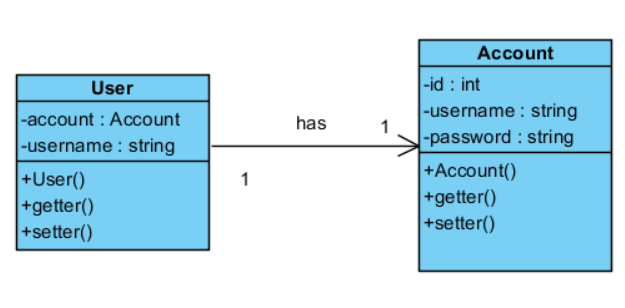 User
-account : Account
-username : string
+User()
+getter()
+setter()
has
1
1
Account
-id : int
-username : string
-password : string
+Account()
+getter()
+setter()